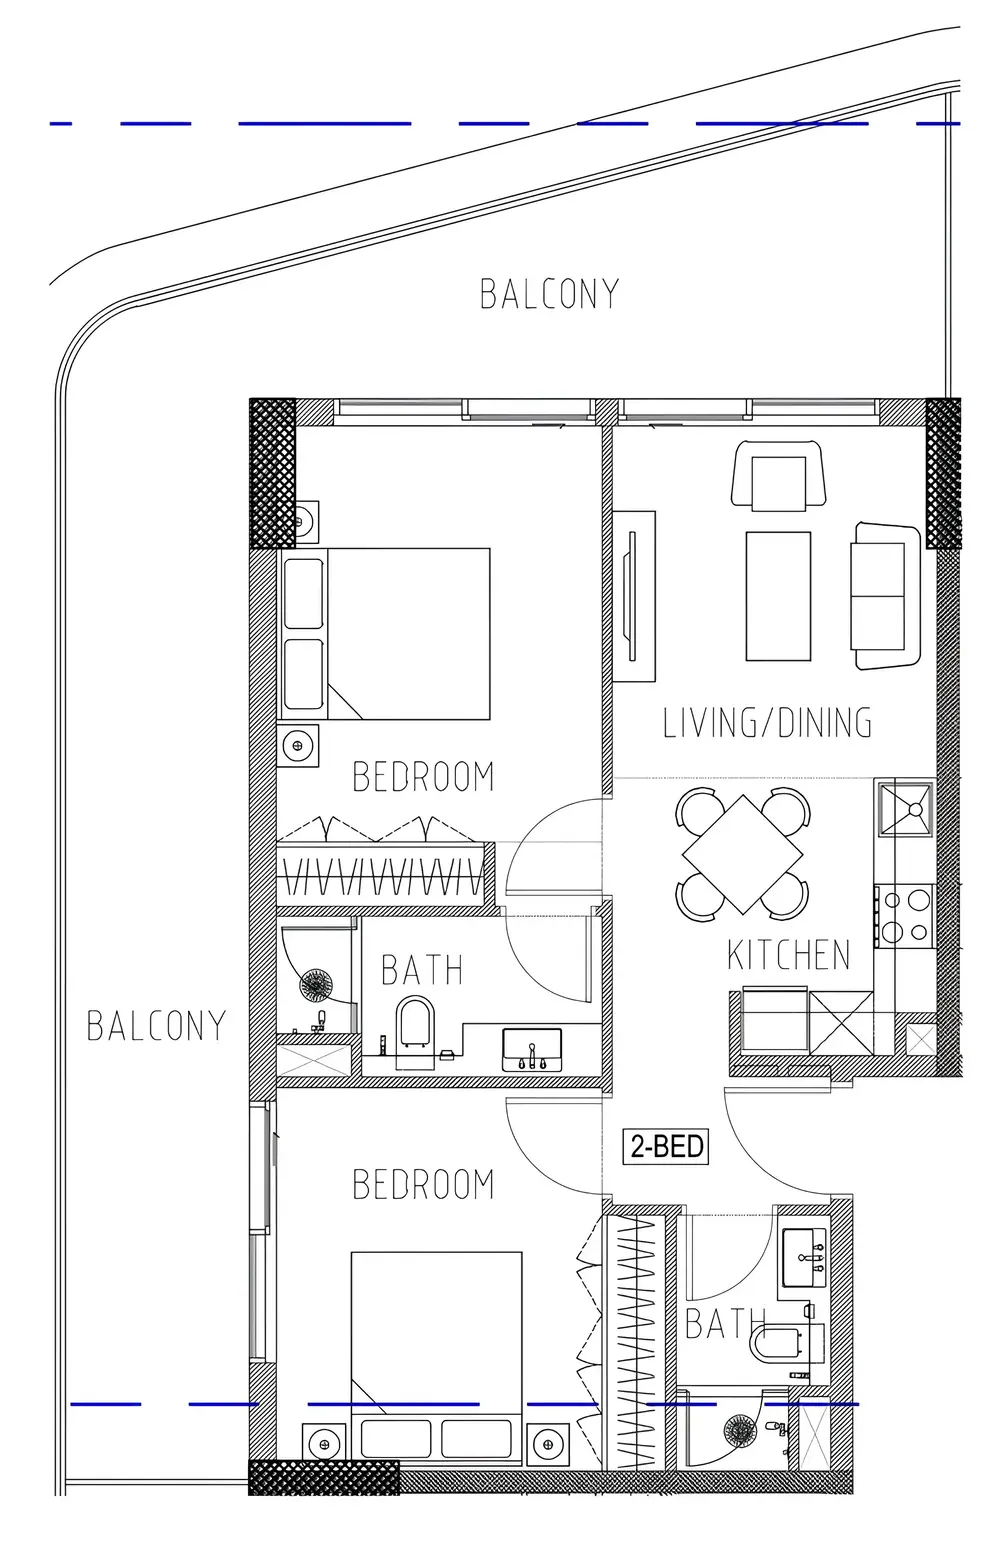 BALCONY
LIVING/DINING
BEDROOM
KITCHEN
BATH
BALCONY
2-BED
BEDROOM
BATH